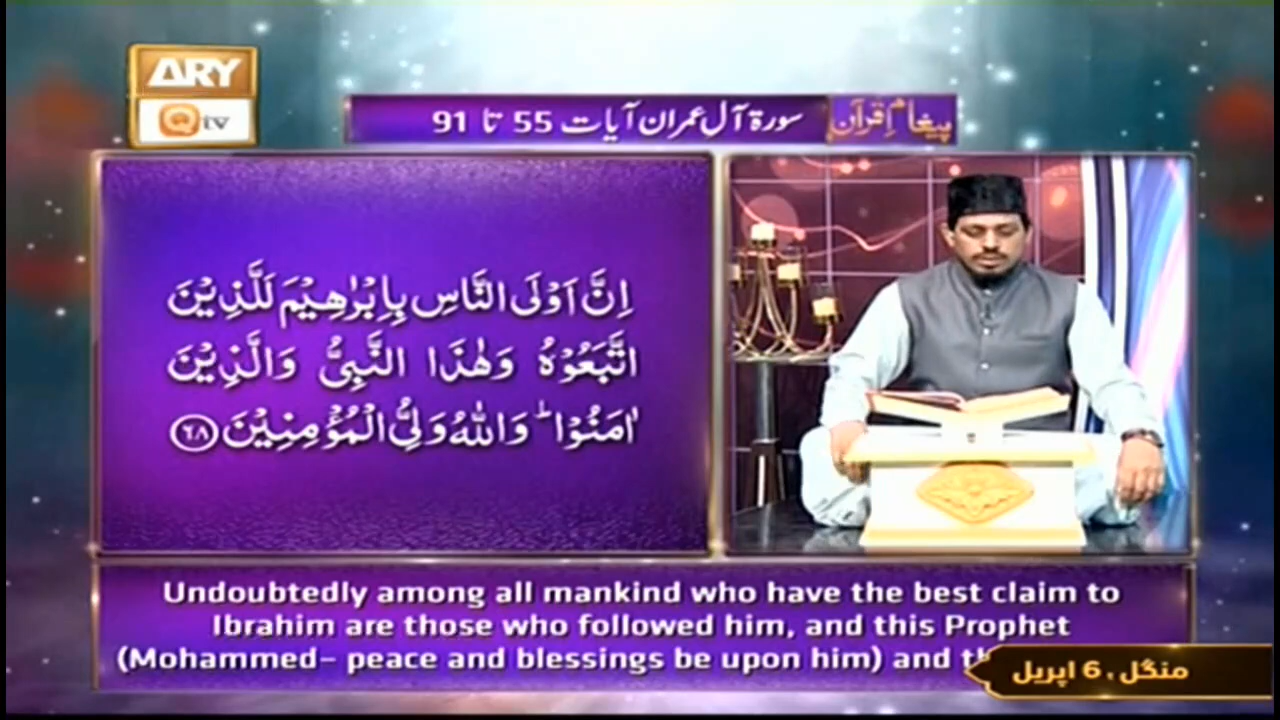 ARY
Qtv
پیغامِ قرآن
سورۃ آل عمران آیات 55 تا 91
اِنَّ اَوْلَى النَّاسِ بِاِبْرٰهِيْمَ لَلَّذِيْنَ
اتَّبَعُوْهُ وَهٰذَا النَّبِىُّ وَالَّذِيْنَ
اٰمَنُوْا ؕ وَاللّٰهُ وَلِىُّ الْمُؤْمِنِيْنَ ۶۸
Undoubtedly among all mankind who have the best claim to
Ibrahim are those who followed him, and this Prophet
(Mohammed– peace and blessings be upon him) and
منگل، 6 اپریل